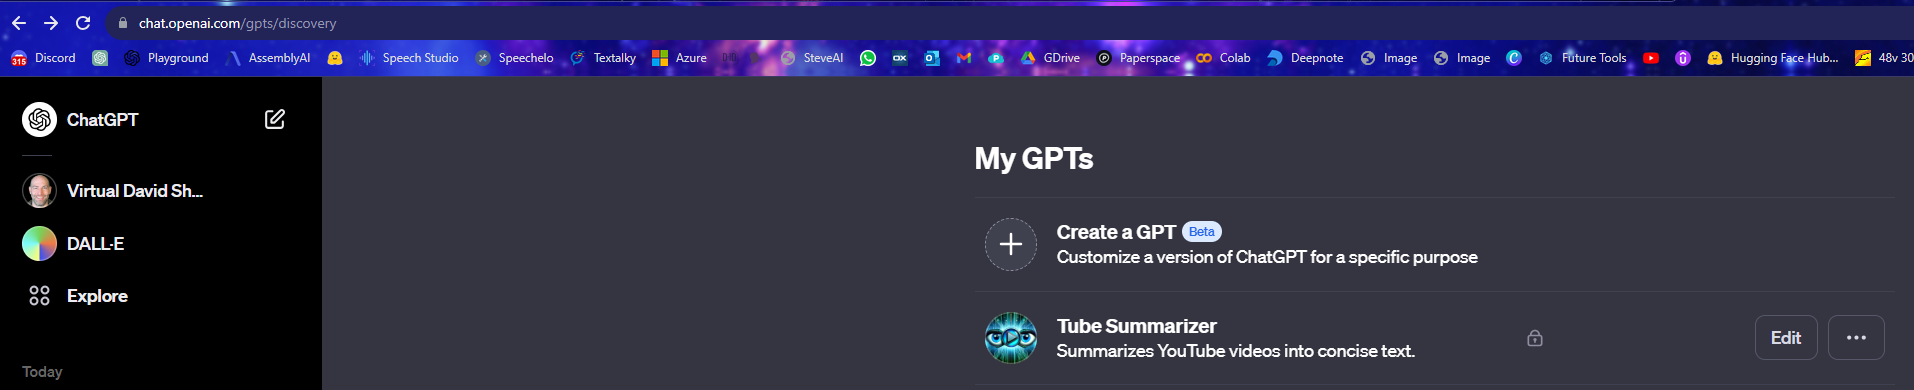 chat.openai.com/gpts/discovery
315 Discord Playground AssemblyAI Speech Studio Speechelo Textalky Azure SteveAI DX GDrive Paperspace Colab Deepnote Image Image Future Tools Hugging Face Hub... 48v 30
ChatGPT
Virtual David Sh...
DALL·E
Explore
Today
My GPTs
Create a GPT Beta
Customize a version of ChatGPT for a specific purpose
Tube Summarizer
Summarizes YouTube videos into concise text.
Edit